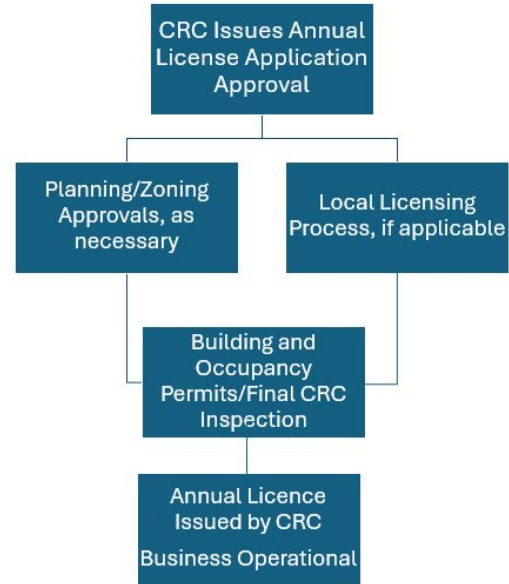 CRC Issues Annual
License Application
Approval
Planning/Zoning
Approvals, as
necessary
Local Licensing
Process, if applicable
Building and
Occupancy
Permits/Final CRC
Inspection
Annual Licence
Issued by CRC
Business Operational